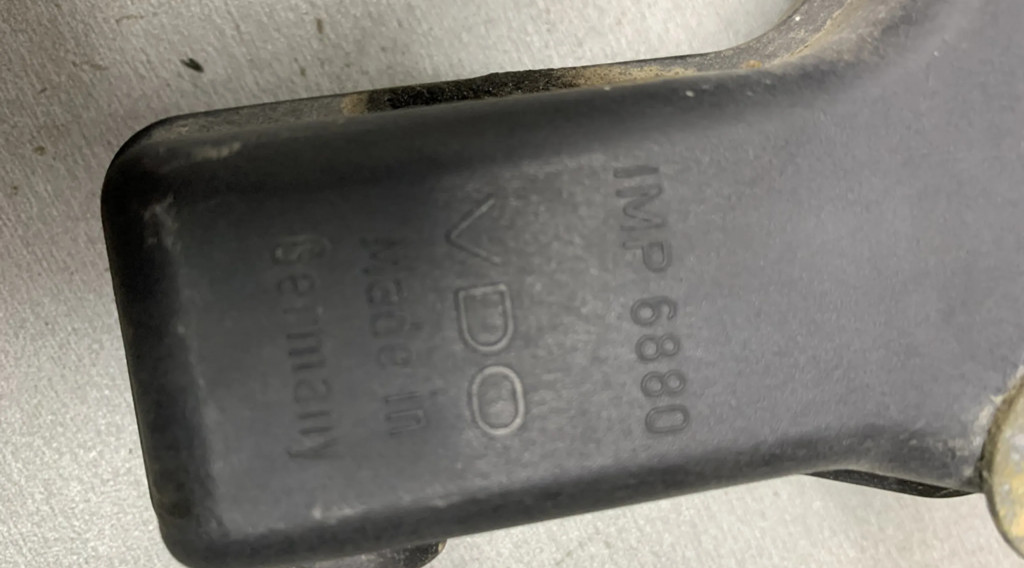 IMP 6880
VDO
Made in
Germany